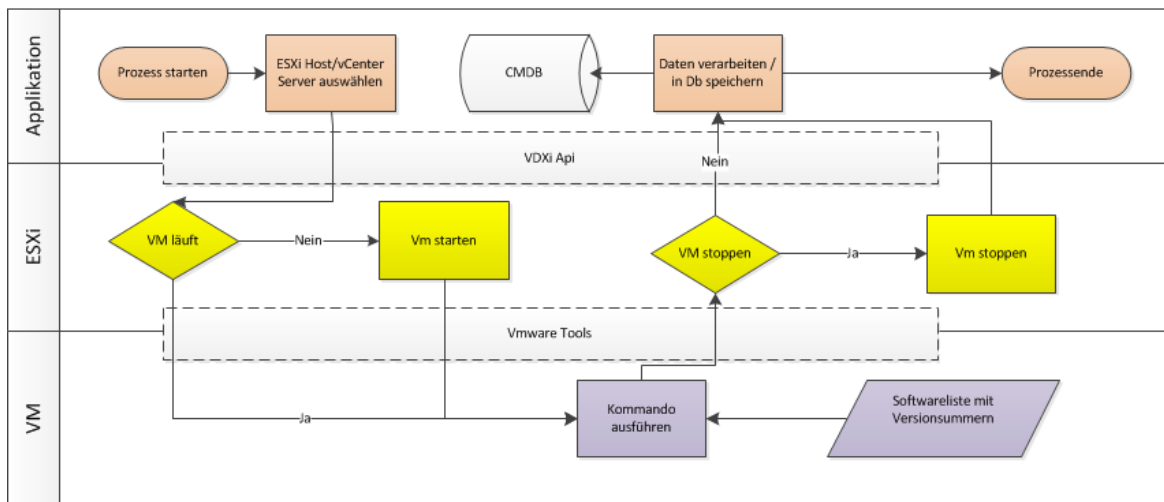 Applikation
Prozess starten
ESXi Host/vCenter
Server auswählen
CMDB
Daten verarbeiten /
in Db speichern
Prozessende
VDXi Api
Nein
ESXi
VM läuft
Nein
Vm starten
VM stoppen
Ja
Vm stoppen
Vmware Tools
VM
Ja
Kommando
ausführen
Softwareliste mit
Versionsummern